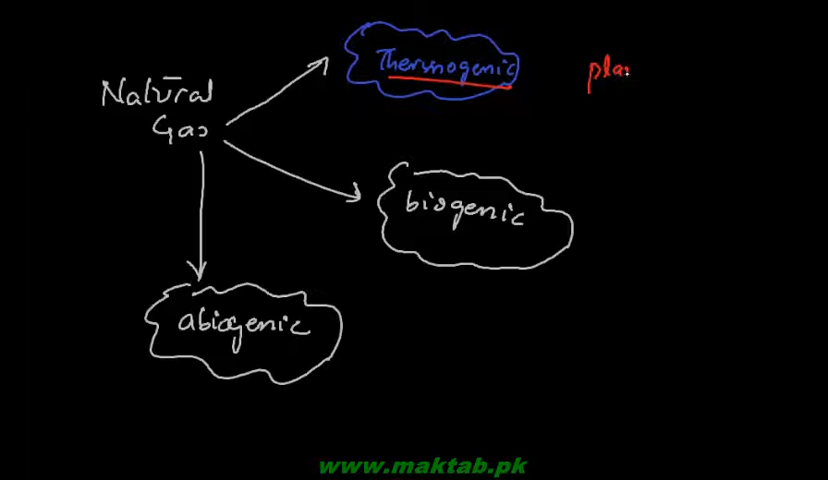 Natural
Gas
Thermogenic
pla
biogenic
abiogenic
www.maktab.pk